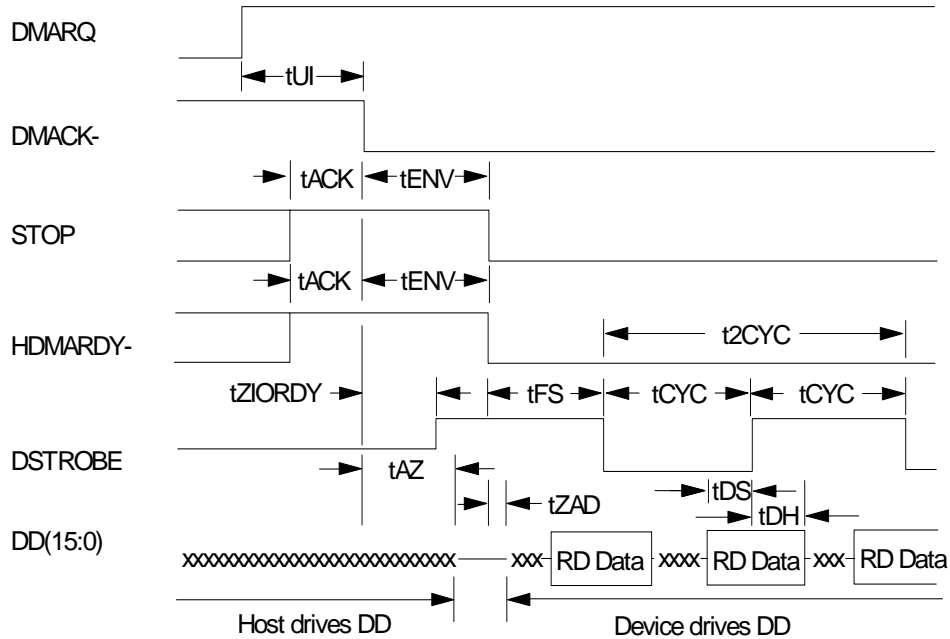 DMARQ
tUI
DMACK-
tACK tENV
STOP
tACK tENV
HDMARDY-
t2CYC
tZIORDY tFS tCYC tCYC
DSTROBE
tAZ
tDS
tZAD
tDH
DD(15:0)
XXXXXXXXXXXXXXXXXXXXXXXXXX XXX RD Data XXXX RD Data XXX RD Data
Host drives DD Device drives DD